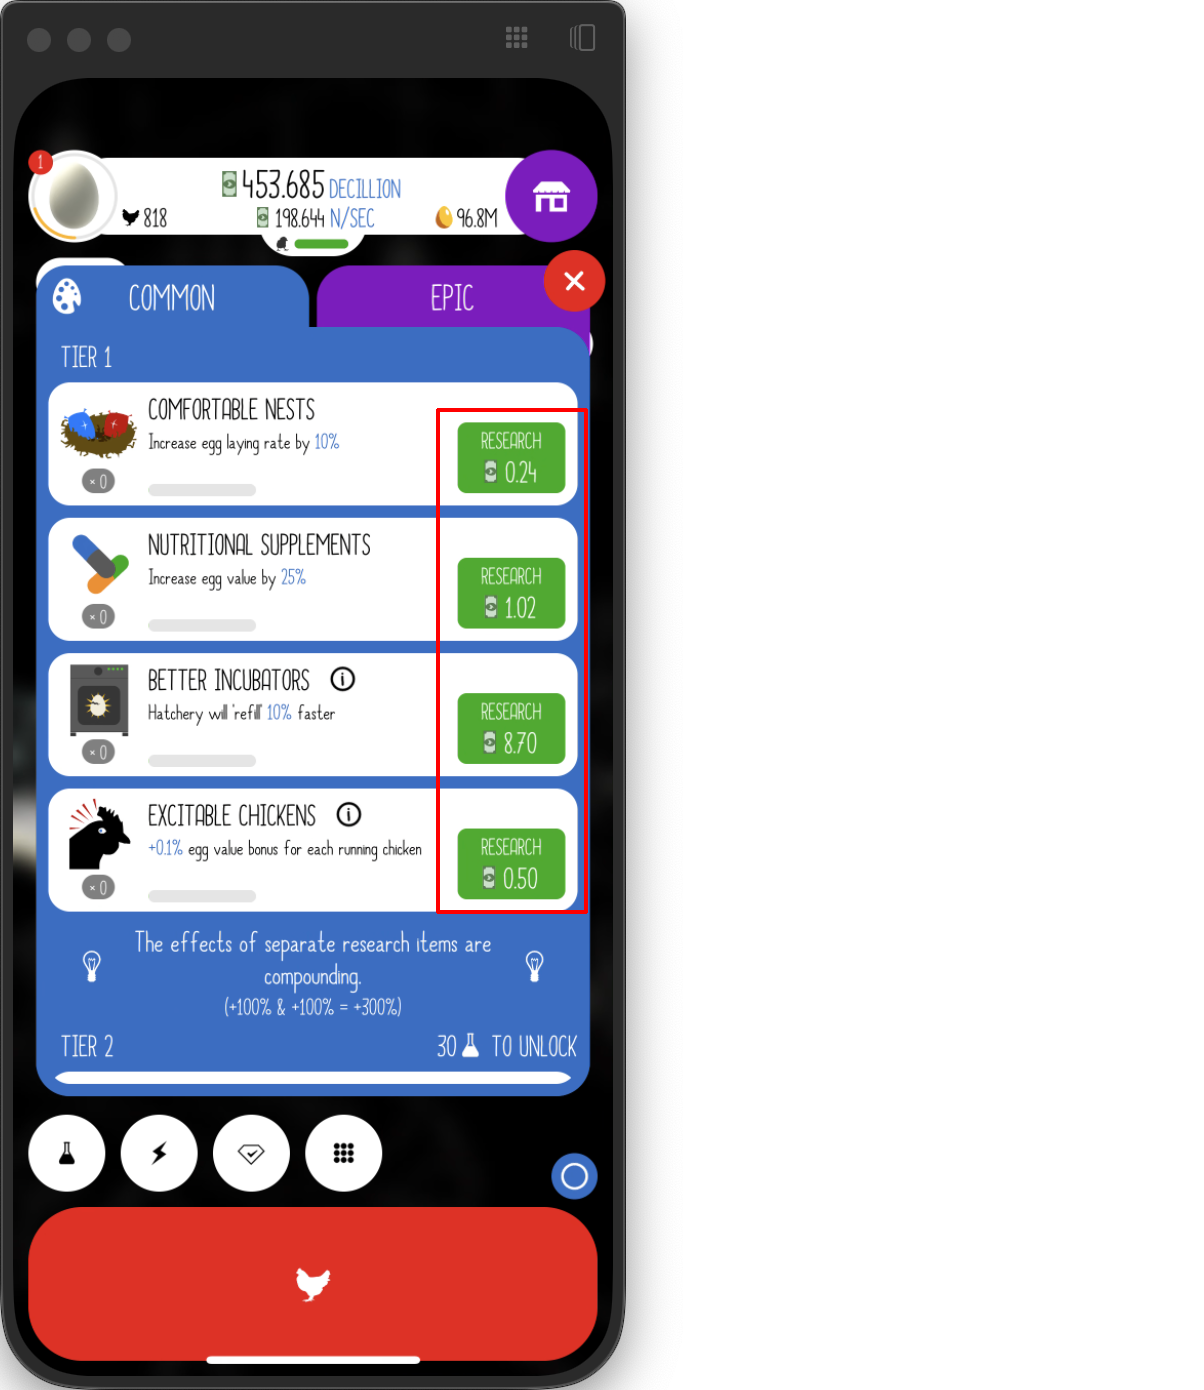 1
453.685 DECILLION
818
198.644 N/SEC
96.8M
COMMON
EPIC
TIER 1
COMFORTABLE NESTS
Increase egg laying rate by 10%
× 0
RESEARCH
0.24
NUTRITIONAL SUPPLEMENTS
Increase egg value by 25%
× 0
RESEARCH
1.02
BETTER INCUBATORS
Hatchery will 'refill' 10% faster
× 0
RESEARCH
8.70
EXCITABLE CHICKENS
+0.1% egg value bonus for each running chicken
× 0
RESEARCH
0.50
The effects of separate research items are
compounding.
(+100% & +100% = +300%)
TIER 2
30 TO UNLOCK